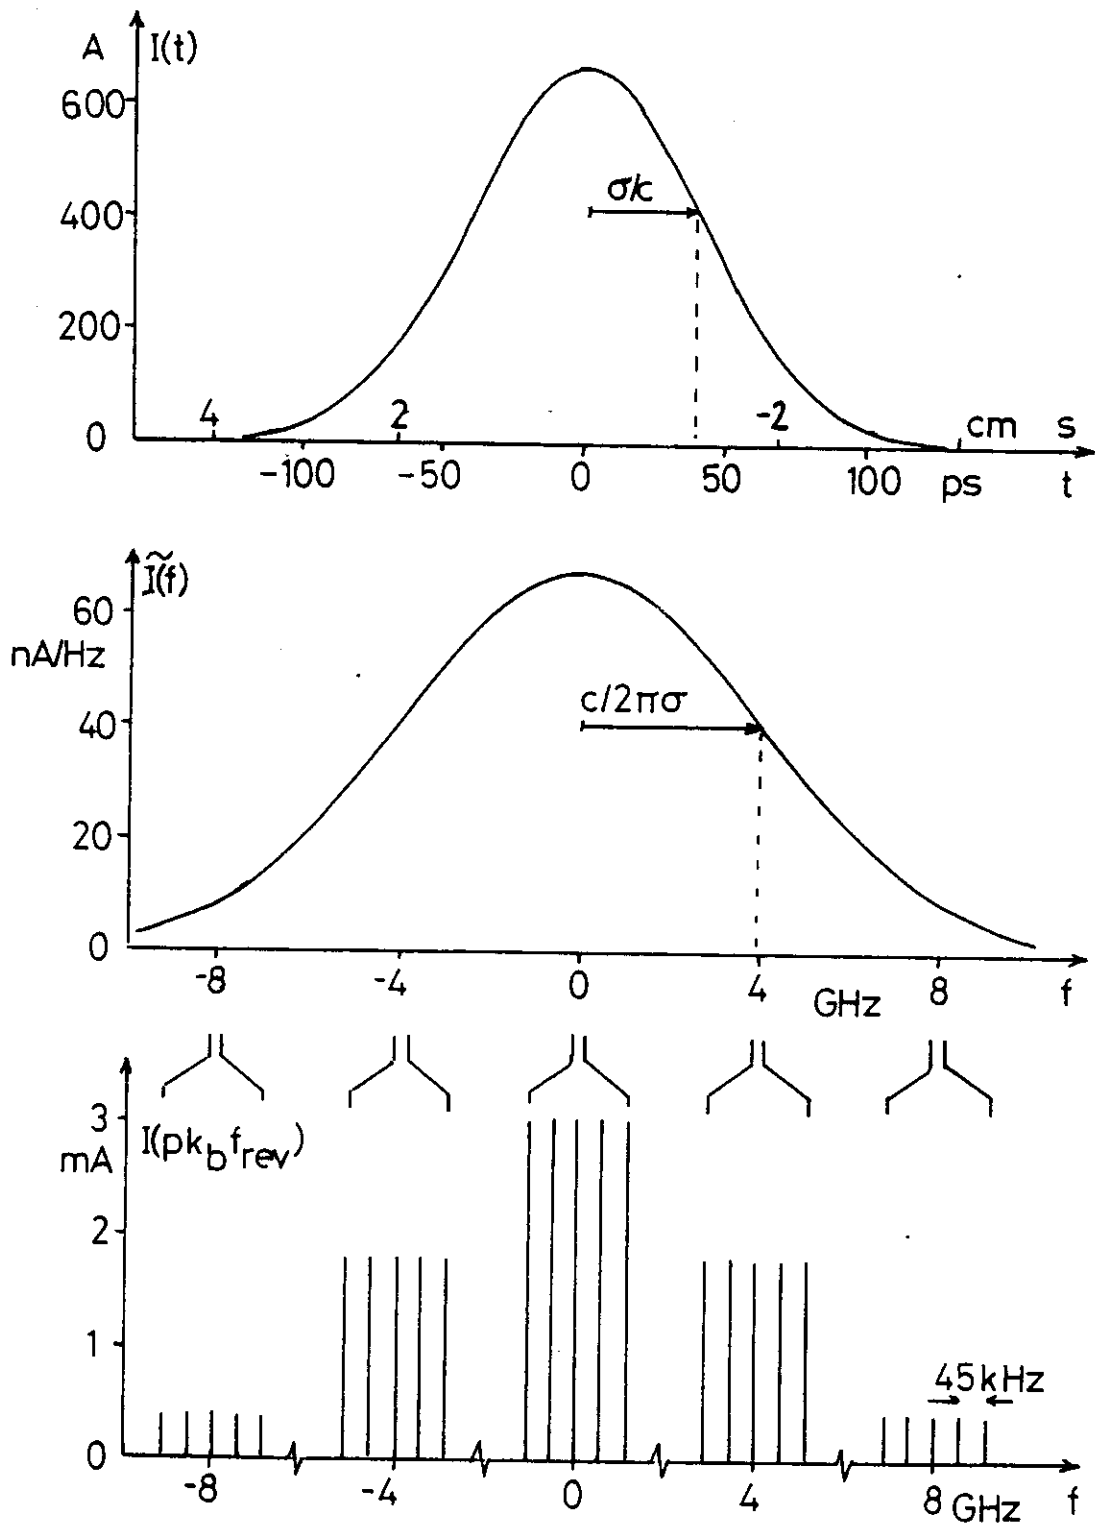 A I(t)
600
400
200
0
σ/c
4 2 -2 cm s
-100 -50 0 50 100 ps t
Ĩ(f)
60
nA/Hz
40
20
0
c/2πσ
-8 -4 0 4 8 f
GHz
3
mA
I(pk_b f_rev)
2
1
0
45kHz
-8 -4 0 4 8 GHz f